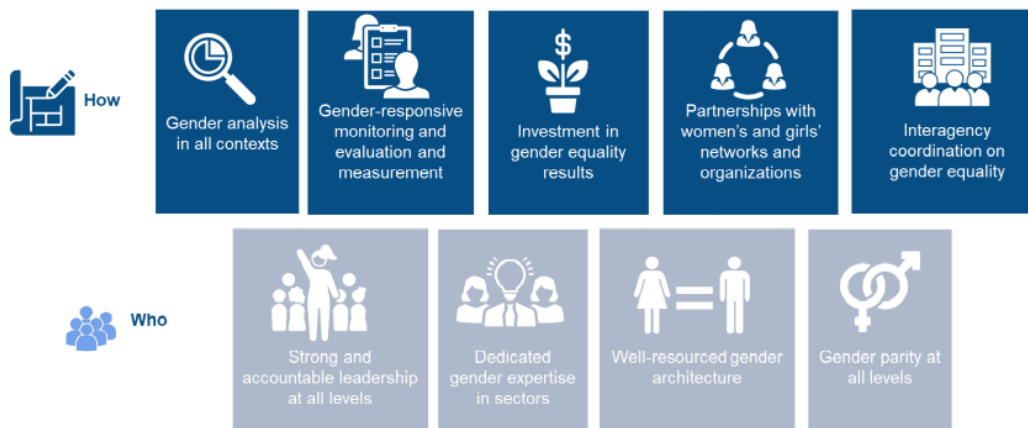 How
Gender analysis
in all contexts
Gender-responsive
monitoring and
evaluation and
measurement
$
Investment in
gender equality
results
Partnerships with
women's and girls'
networks and
organizations
Interagency
coordination on
gender equality
Who
Strong and
accountable leadership
at all levels
Dedicated
gender expertise
in sectors
Well-resourced gender
architecture
Gender parity at
all levels